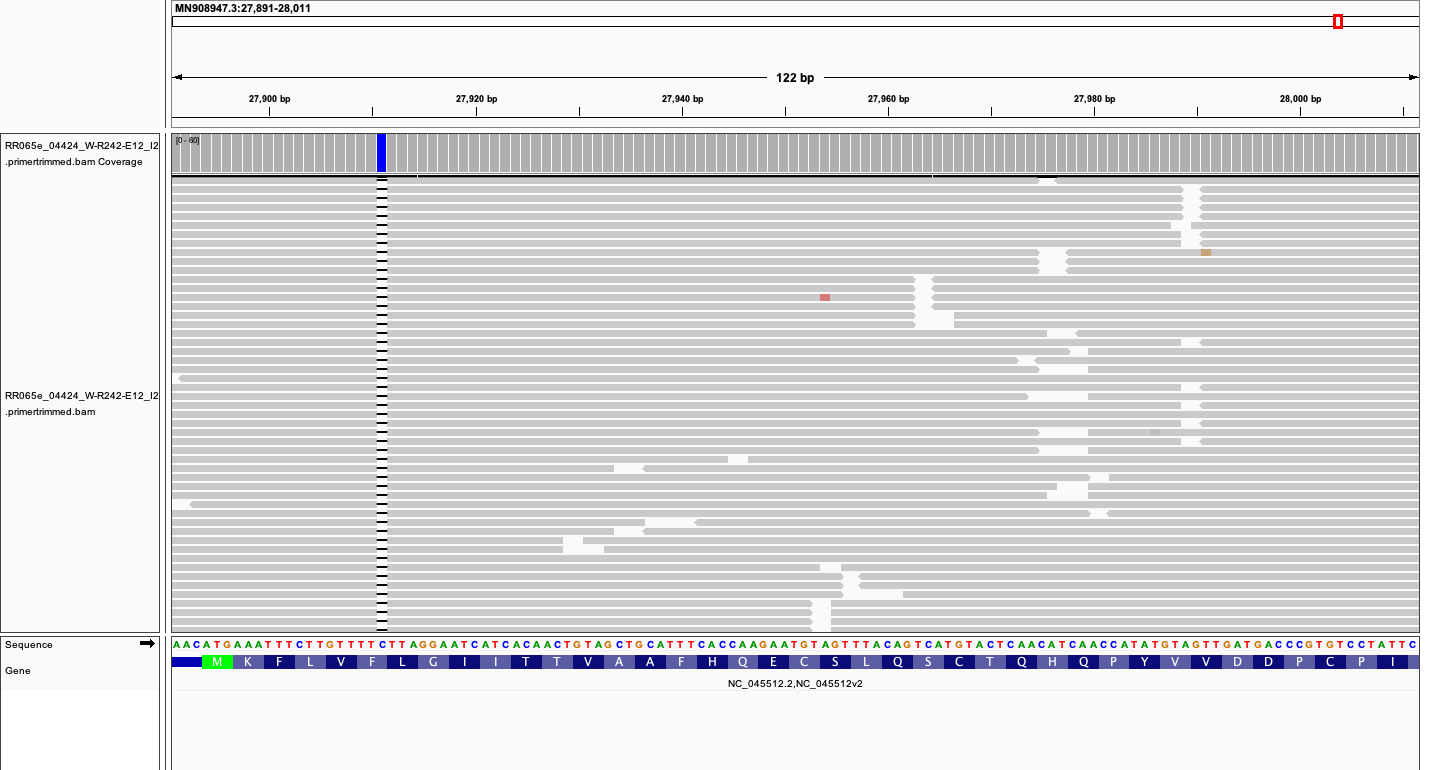 MN908947.3:27,891-28,011
122 bp
27,900 bp 27,920 bp 27,940 bp 27,960 bp 27,980 bp 28,000 bp
RR065e_04424_W-R242-E12_I2
.primertrimmed.bam Coverage
[0 - 60]
RR065e_04424_W-R242-E12_I2
.primertrimmed.bam
Sequence
AACATGAAATTTCTTGTTTTCTTAGGAATCATCACAACTGTAGCTGCATTTCACCAAGAATGTAGTTTACAGTCATGTACTCAACATCAACCATATGTAGTTGATGACCCGTGTCCTATTC
Gene
M K F L V F L G I I T T V A A F H Q E C S L Q S C T Q H Q P Y V V D D P C P I
NC_045512.2,NC_045512v2